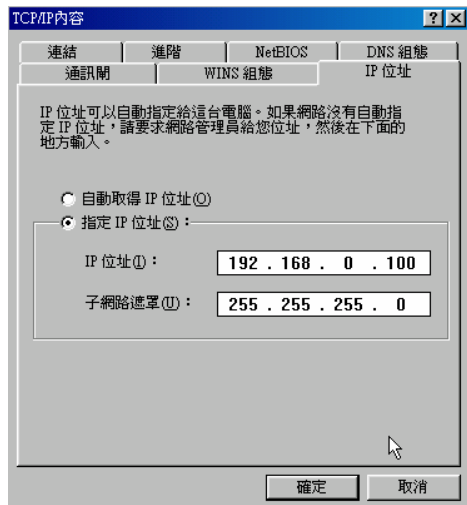 TCP/IP內容
連結 進階 NetBIOS DNS 組態
通訊閘 WINS 組態 IP 位址
IP 位址可以自動指定給這台電腦。如果網路沒有自動指
定 IP 位址，請要求網路管理員給您位址，然後在下面的
地方輸入。
自動取得 IP 位址(O)
指定 IP 位址(S)：
IP 位址(I)： 192 . 168 . 0 . 100
子網路遮罩(U)： 255 . 255 . 255 . 0
確定 取消